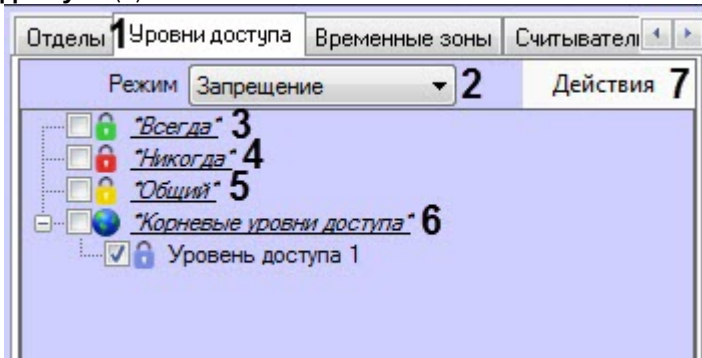 Отделы 1 Уровни доступа Временные зоны Считывател
Режим Запрещение 2 Действия 7
"Всегда" 3
"Никогда" 4
"Общий" 5
"Корневые уровни доступа" 6
Уровень доступа 1